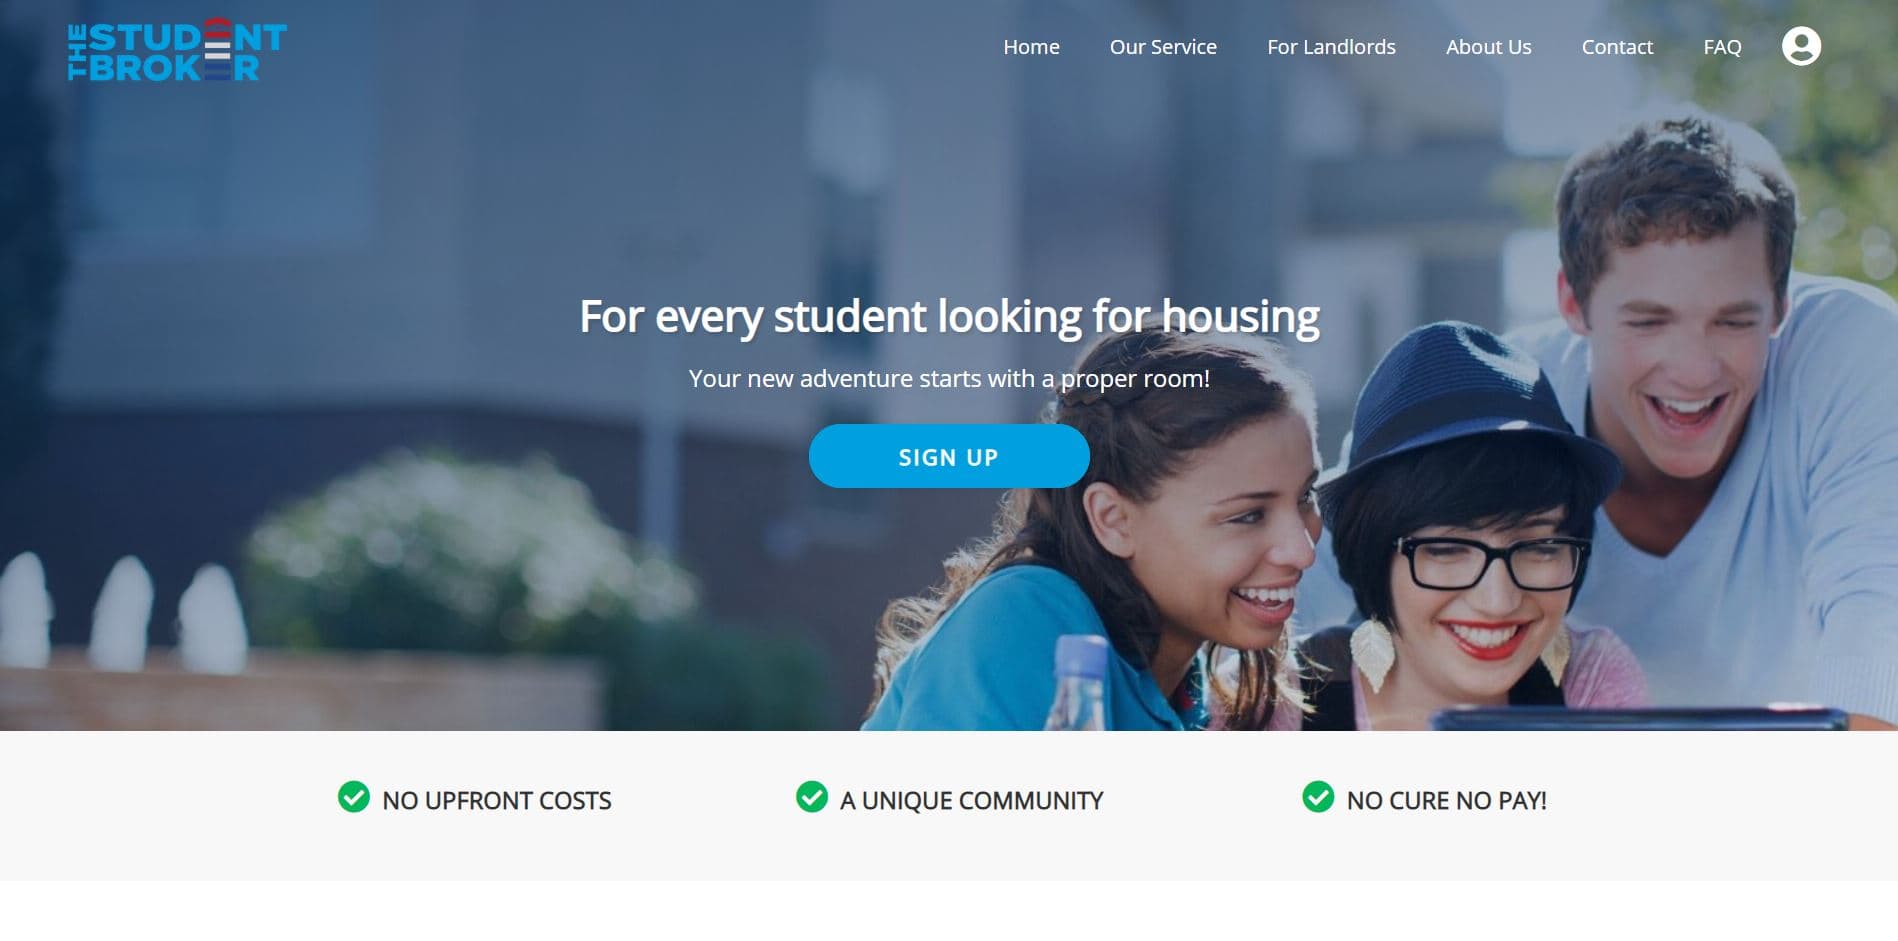 THE STUDENT BROKER
Home
Our Service
For Landlords
About Us
Contact
FAQ
For every student looking for housing
Your new adventure starts with a proper room!
SIGN UP
NO UPFRONT COSTS
A UNIQUE COMMUNITY
NO CURE NO PAY!